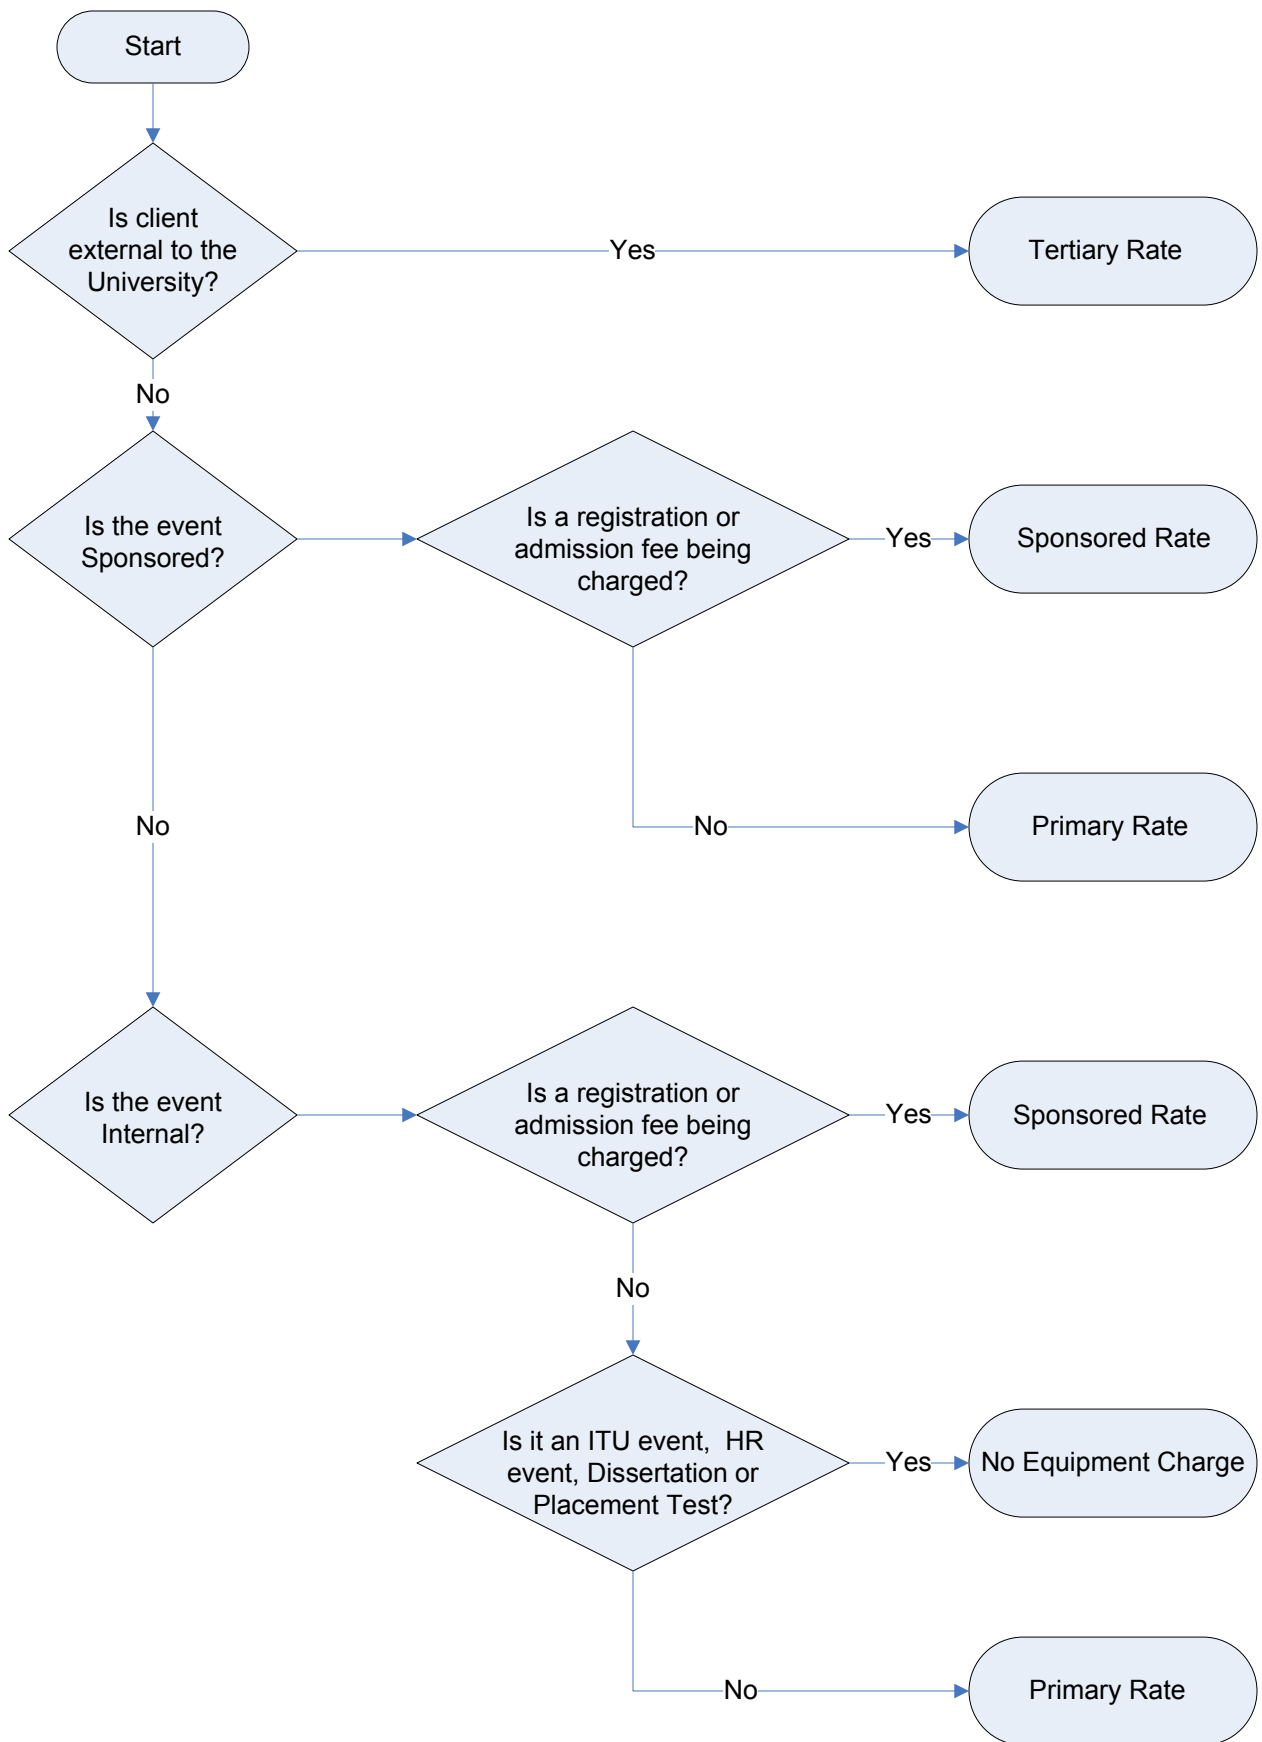 Start
Is client
external to the
University?
Yes
Tertiary Rate
No
Is the event
Sponsored?
Is a registration or
admission fee being
charged?
Yes
Sponsored Rate
No
No
Primary Rate
Is the event
Internal?
Is a registration or
admission fee being
charged?
Yes
Sponsored Rate
No
Is it an ITU event,  HR
event, Dissertation or
Placement Test?
Yes
No Equipment Charge
No
Primary Rate